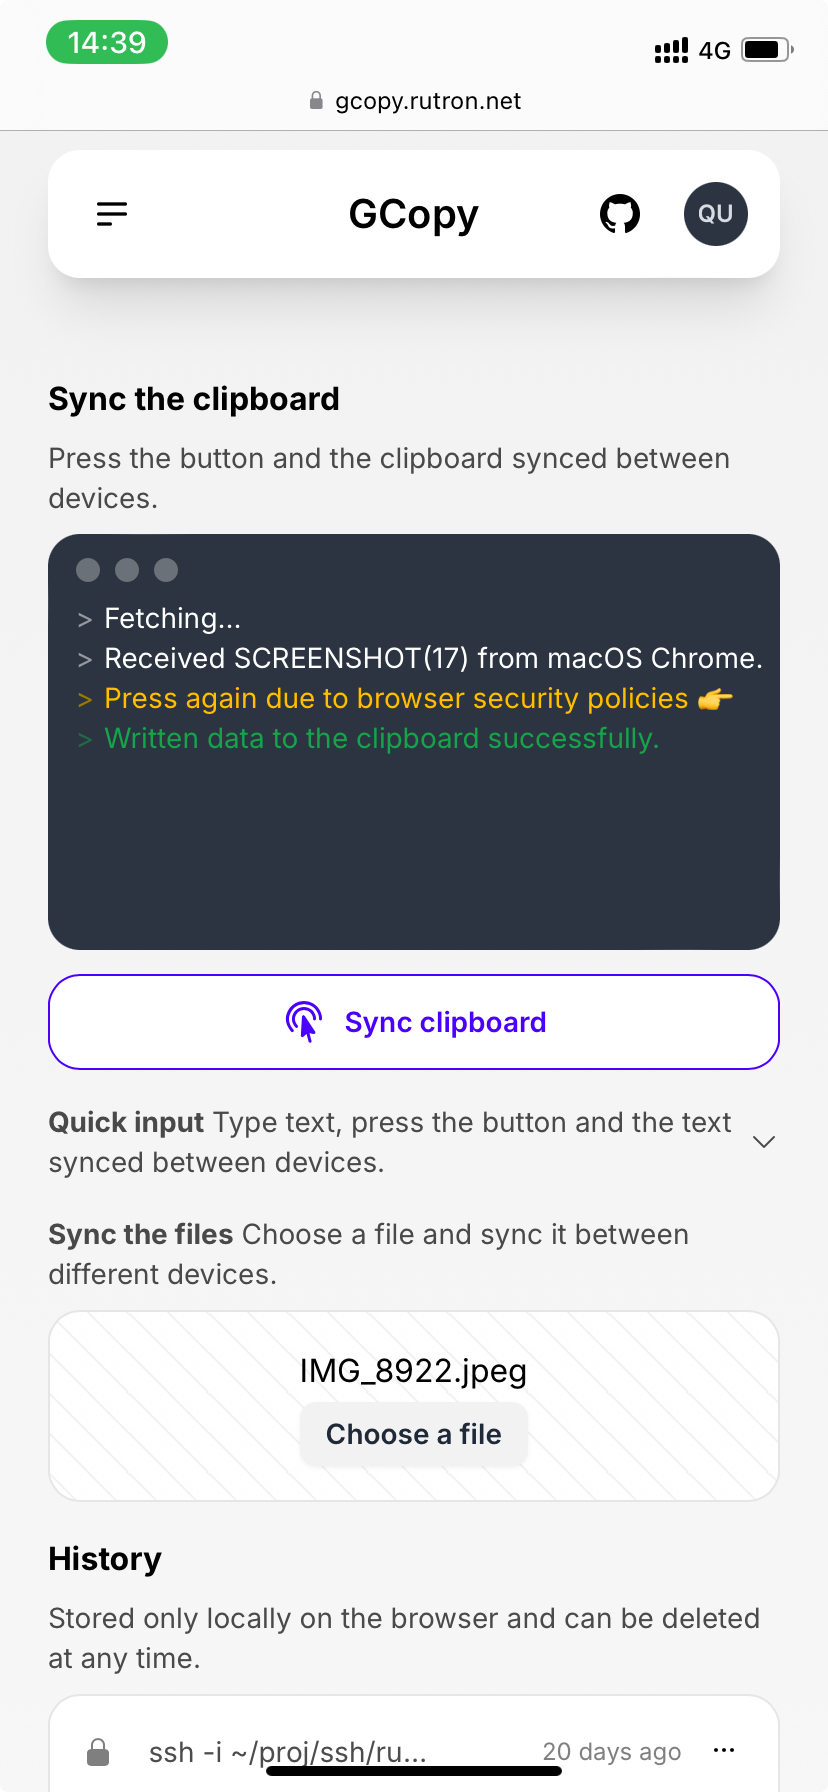 14:39
4G
gcopy.rutron.net
GCopy
QU
Sync the clipboard
Press the button and the clipboard synced between
devices.
> Fetching...
> Received SCREENSHOT(17) from macOS Chrome.
> Press again due to browser security policies 👉
> Written data to the clipboard successfully.
Sync clipboard
Quick input Type text, press the button and the text
synced between devices.
Sync the files Choose a file and sync it between
different devices.
IMG_8922.jpeg
Choose a file
History
Stored only locally on the browser and can be deleted
at any time.
ssh -i ~/proj/ssh/ru... 20 days ago ...